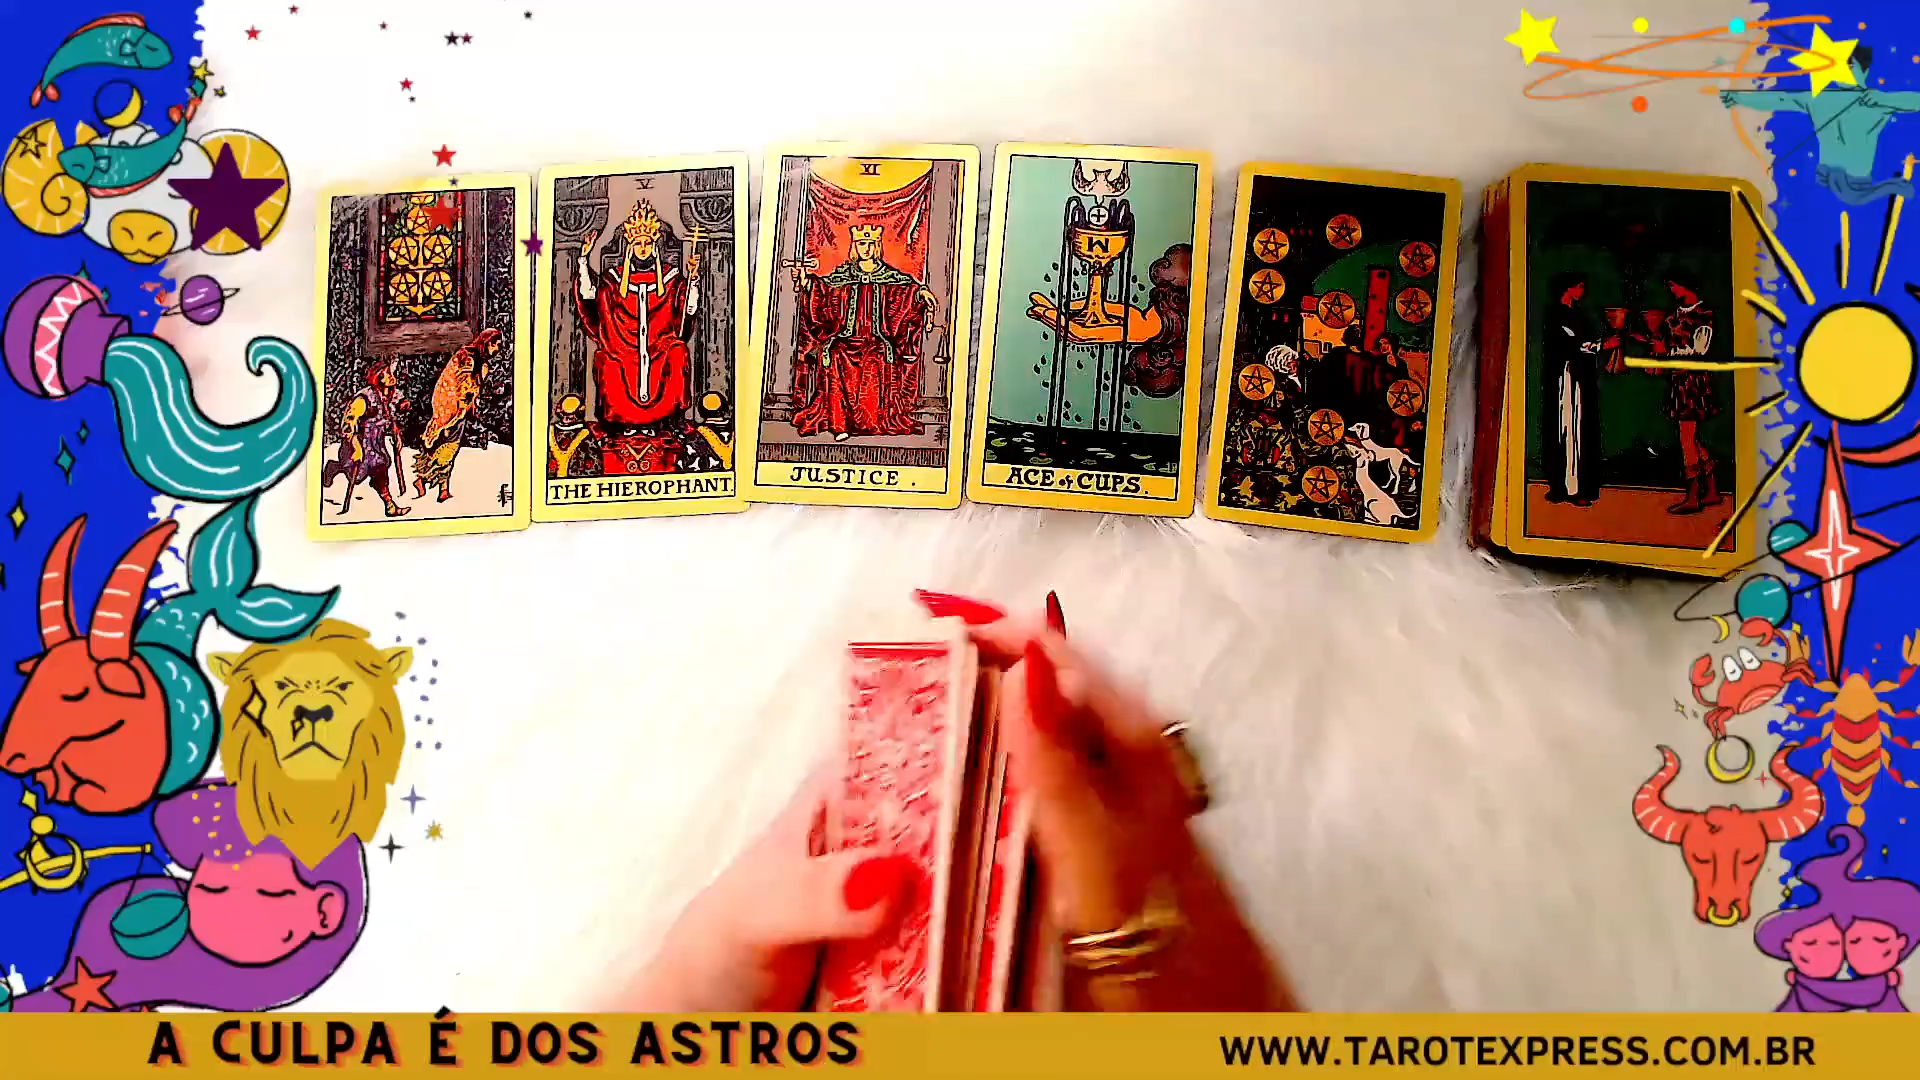 V
THE HIEROPHANT.
XI
JUSTICE .
ACE of CUPS.
A CULPA É DOS ASTROS
WWW.TAROTEXPRESS.COM.BR